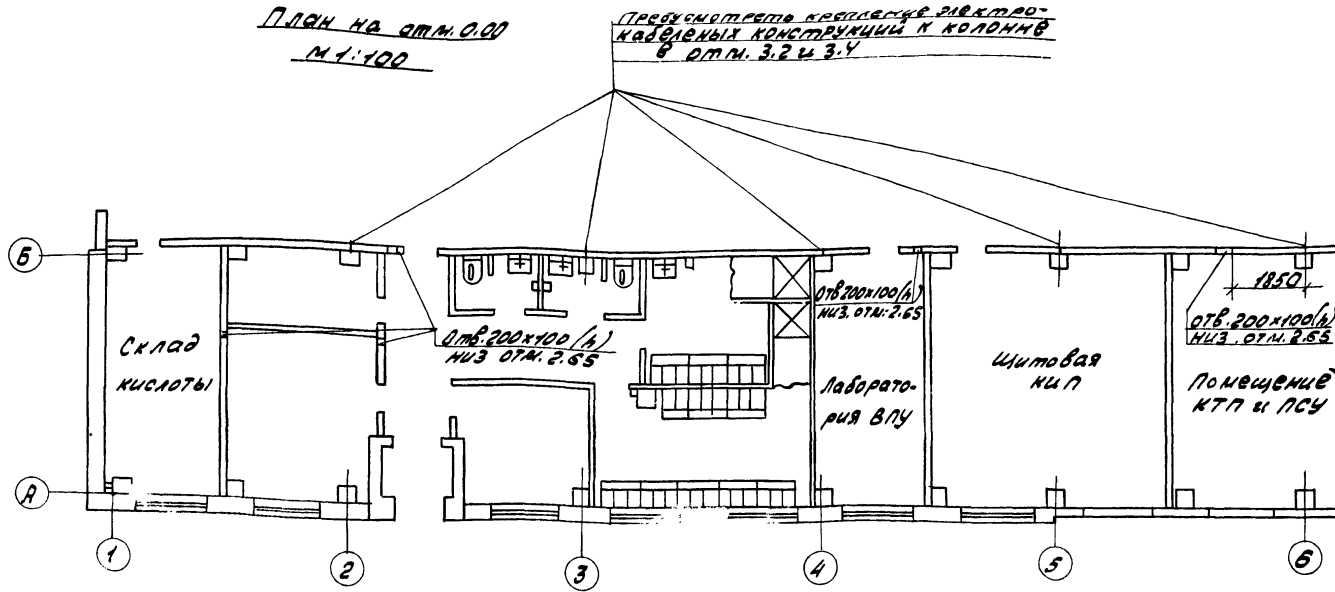 План на отм. 0.00
М 1:100
Предусмотреть крепление электро-
кабельных конструкций к колонне
в отм. 3.2 и 3.4
Б
1850
Отв. 200х100(h)
низ. отм. 2.65
отв. 200х100(h)
низ. отм. 2.65
Отв. 200х100(h)
низ отм. 2.65
Склад
кислоты
Лаборато-
рия ВПУ
Щитовая
кип
Помещение
КТП и ПСУ
А
1
2
3
4
5
6